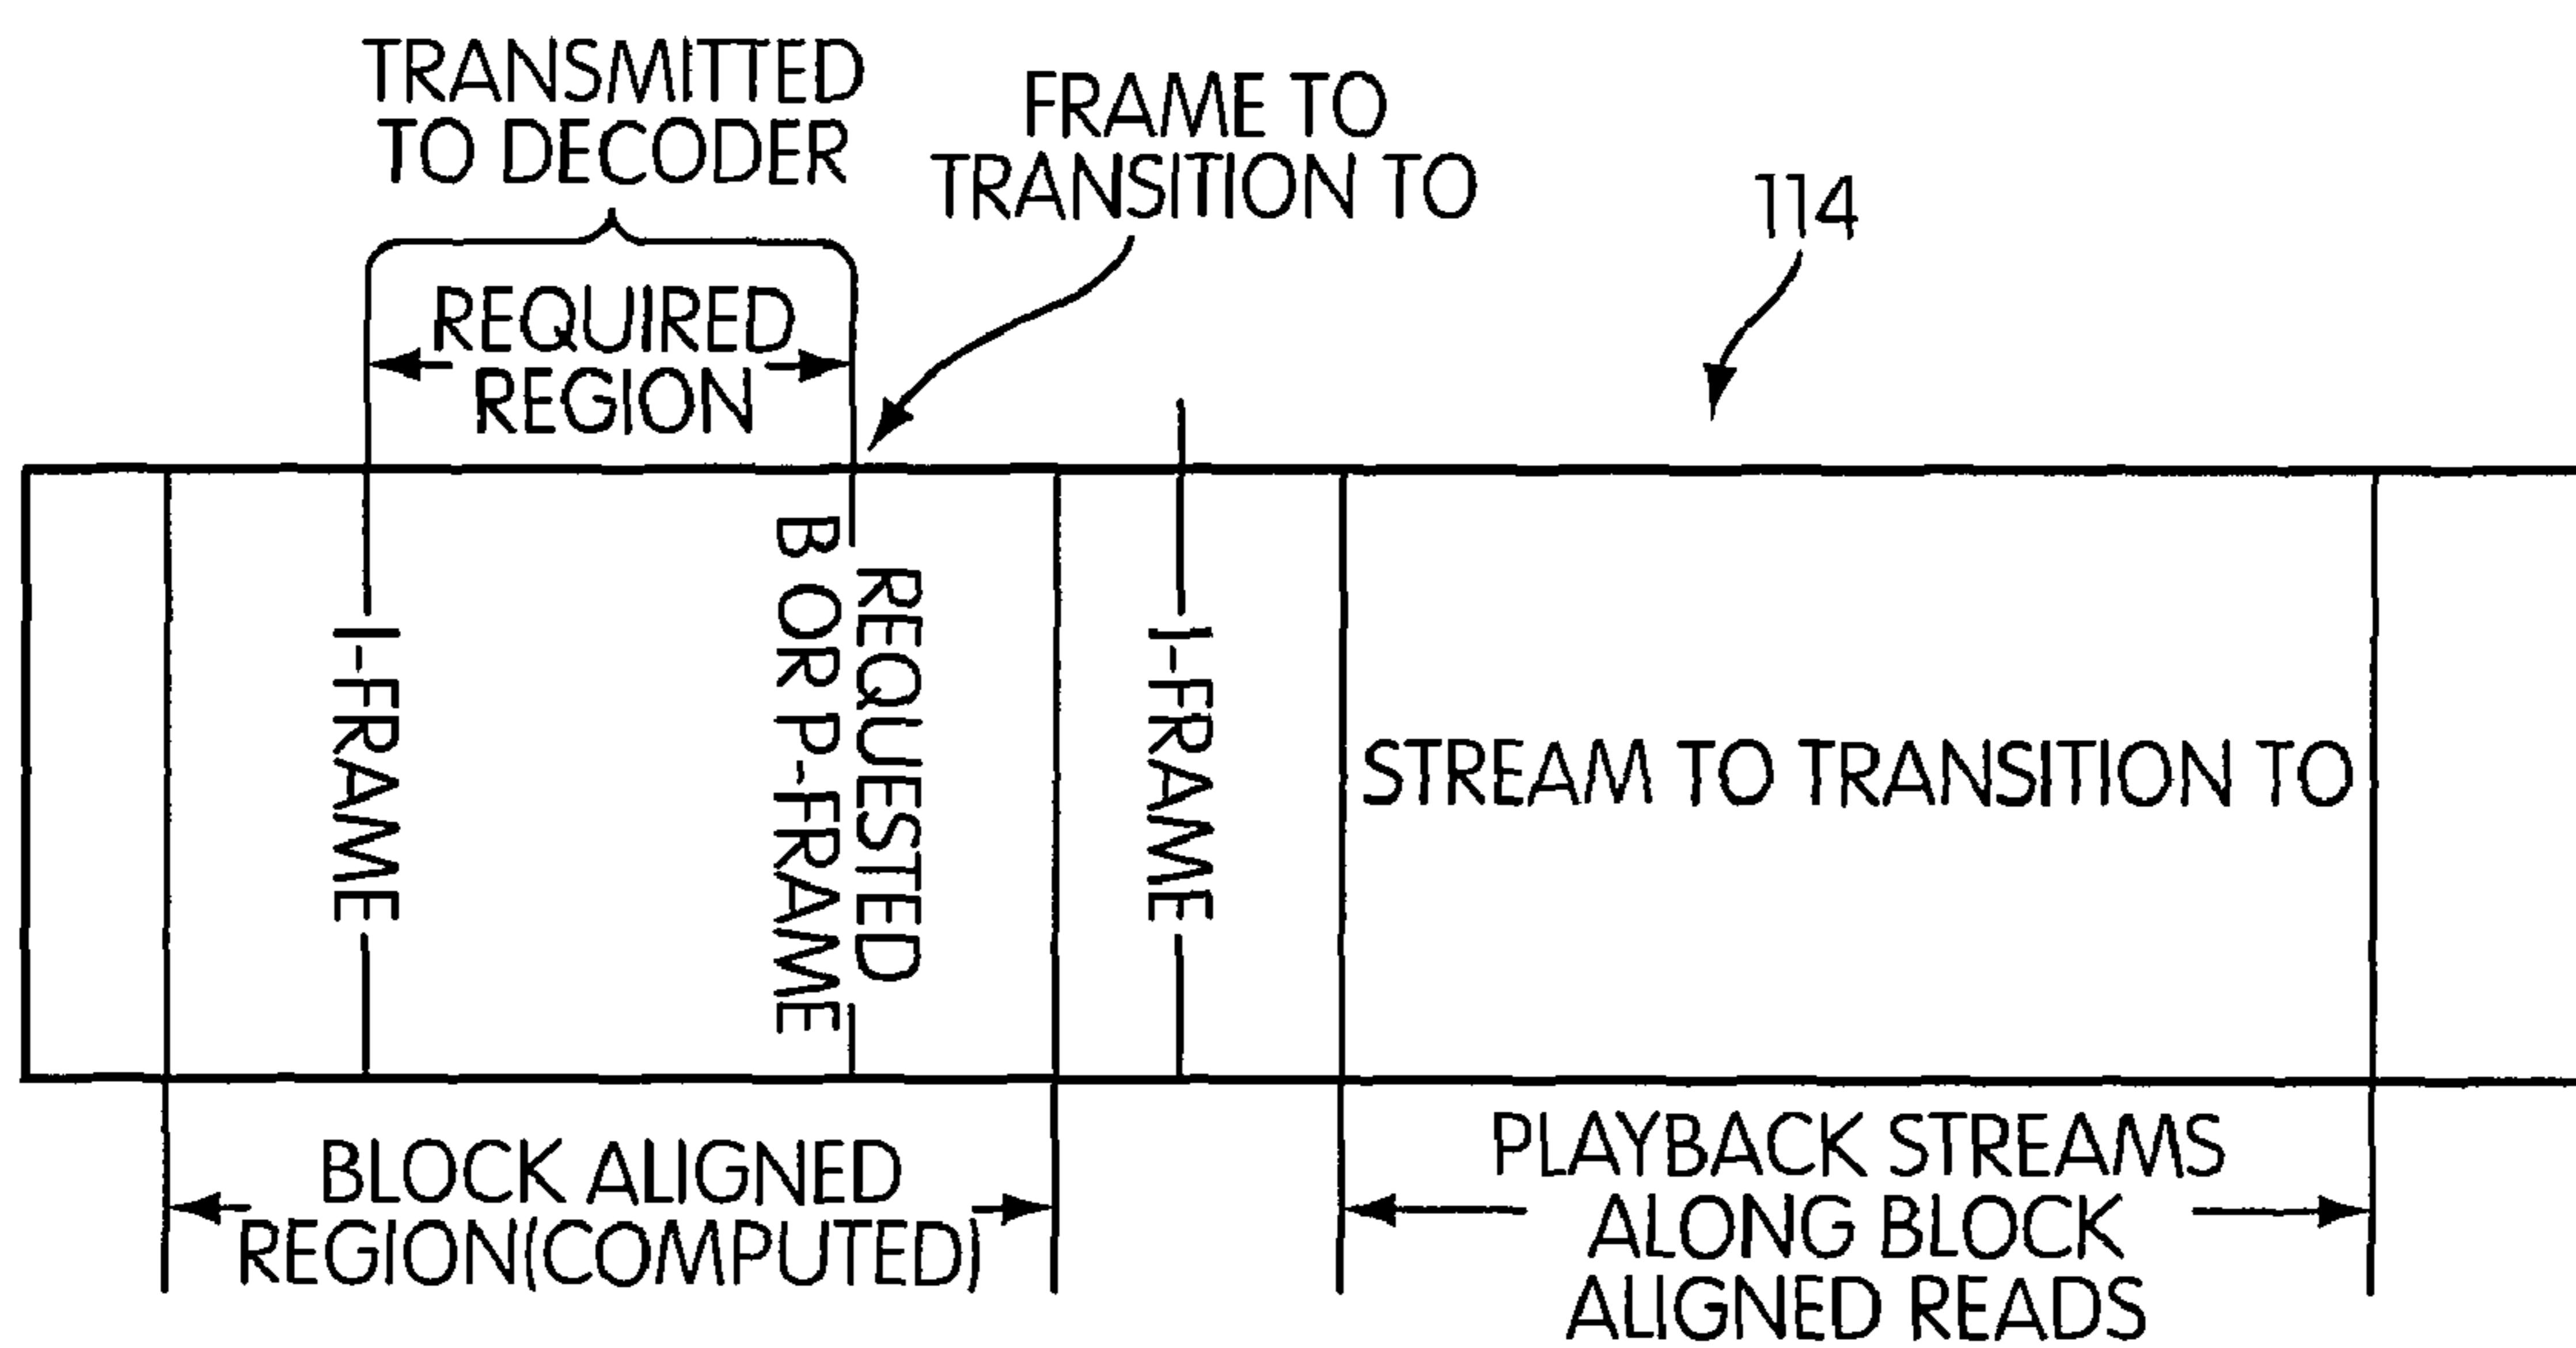 TRANSMITTED
TO DECODER
FRAME TO
TRANSITION TO
114
REQUIRED
REGION
I-FRAME
B OR P-FRAME
REQUESTED
I-FRAME
STREAM TO TRANSITION TO
BLOCK ALIGNED
REGION(COMPUTED)
PLAYBACK STREAMS
ALONG BLOCK
ALIGNED READS